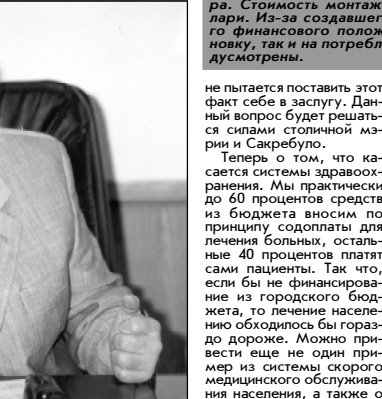 ра. Стоимость монтаж
лари. Из-за создавшег
го финансового полож
новку, так и на потребл
дусмотрены.
не пытается поставить этот
факт себе в заслугу. Дан-
ный вопрос будет решать-
ся силами столичной мэ-
рии и Сакребуло.
Теперь о том, что ка-
сается системы здравоох-
ранения. Мы практически
до 60 процентов средств
из бюджета вносим по
принципу содоплаты для
лечения больных, осталь-
ные 40 процентов платят
сами пациенты. Так что,
если бы не финансирова-
ние из городского бюд-
жета, то лечение населе-
нию обходилось бы гораз-
до дороже. Можно при-
вести еще не один при-
мер из системы скорого
медицинского обслужива-
ния населения, а также о